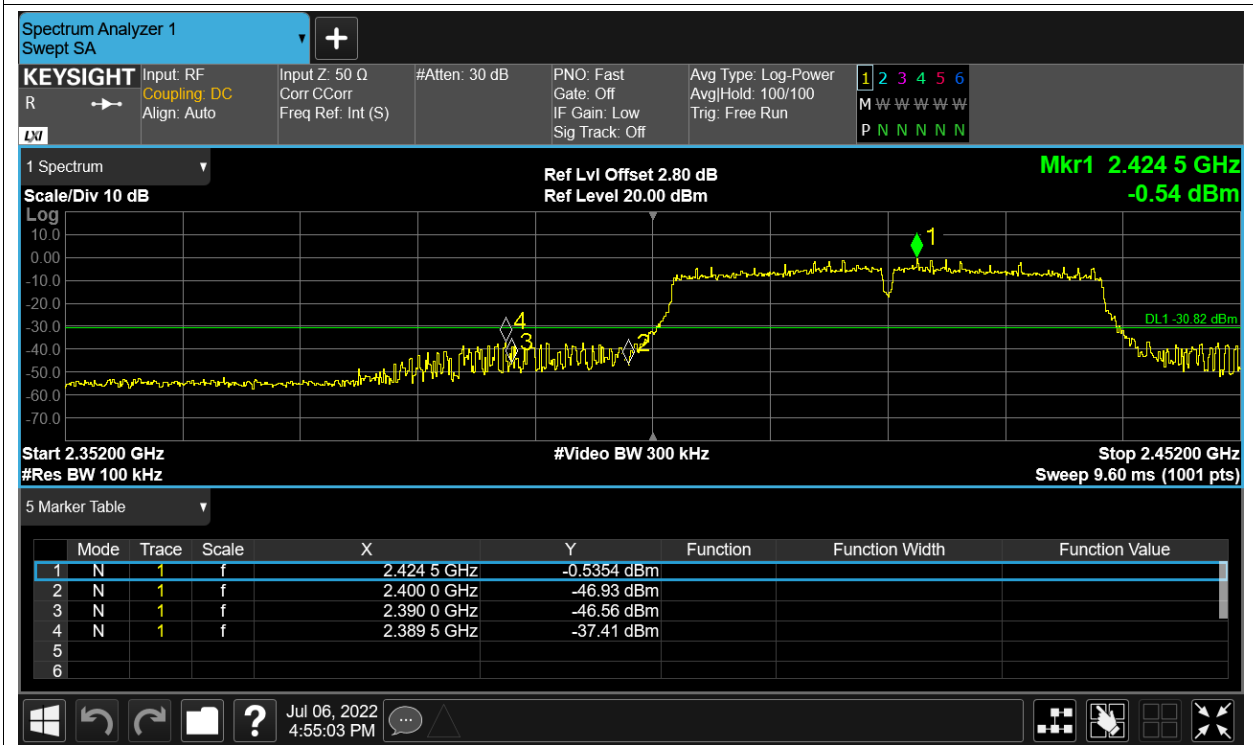 Spectrum Analyzer 1
Swept SA
+
KEYSIGHT
R
LXI
Input: RF
Coupling: DC
Align: Auto
Input Z: 50 Ω
Corr CCorr
Freq Ref: Int (S)
#Atten: 30 dB
PNO: Fast
Gate: Off
IF Gain: Low
Sig Track: Off
Avg Type: Log-Power
Avg|Hold: 100/100
Trig: Free Run
1 2 3 4 5 6
M W W W W W W
P N N N N N N
1 Spectrum
Scale/Div 10 dB
Ref Lvl Offset 2.80 dB
Ref Level 20.00 dBm
Mkr1 2.424 5 GHz
-0.54 dBm
Log
10.0
0.00
-10.0
-20.0
-30.0
-40.0
-50.0
-60.0
-70.0
1
4
3
2
DL1 -30.82 dBm
Start 2.35200 GHz
#Video BW 300 kHz
Stop 2.45200 GHz
#Res BW 100 kHz
Sweep 9.60 ms (1001 pts)
5 Marker Table
Mode Trace Scale X Y Function Function Width Function Value
1 N 1 f 2.424 5 GHz -0.5354 dBm
2 N 1 f 2.400 0 GHz -46.93 dBm
3 N 1 f 2.390 0 GHz -46.56 dBm
4 N 1 f 2.389 5 GHz -37.41 dBm
5
6
?
Jul 06, 2022
4:55:03 PM